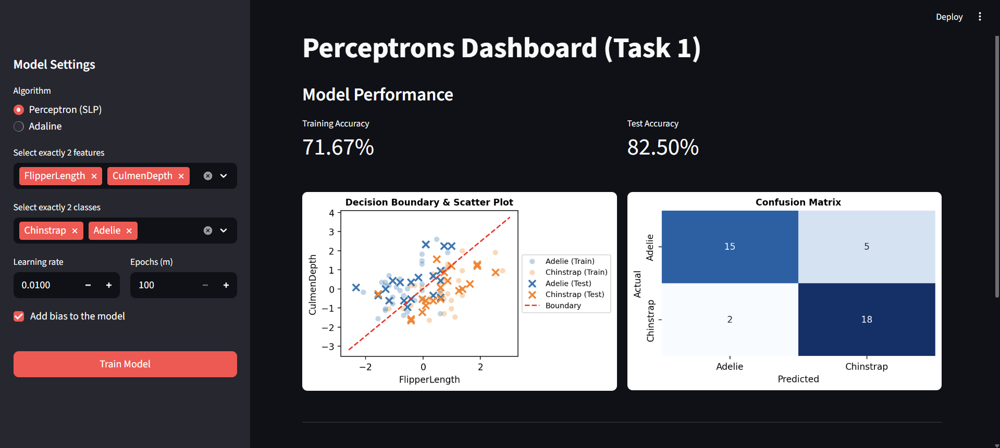 Deploy
Model Settings
Algorithm
Perceptron (SLP)
Adaline
Select exactly 2 features
FlipperLength CulmenDepth
Select exactly 2 classes
Chinstrap Adelie
Learning rate Epochs (m)
0.0100 100
Add bias to the model
Train Model
Perceptrons Dashboard (Task 1)
Model Performance
Training Accuracy
71.67%
Test Accuracy
82.50%
Decision Boundary & Scatter Plot
CulmenDepth
4
3
2
1
0
−1
−2
−3
−2 0 2
FlipperLength
Adelie (Train)
Chinstrap (Train)
Adelie (Test)
Chinstrap (Test)
Boundary
Confusion Matrix
Actual
Adelie
15 5
Chinstrap
2 18
Adelie Chinstrap
Predicted